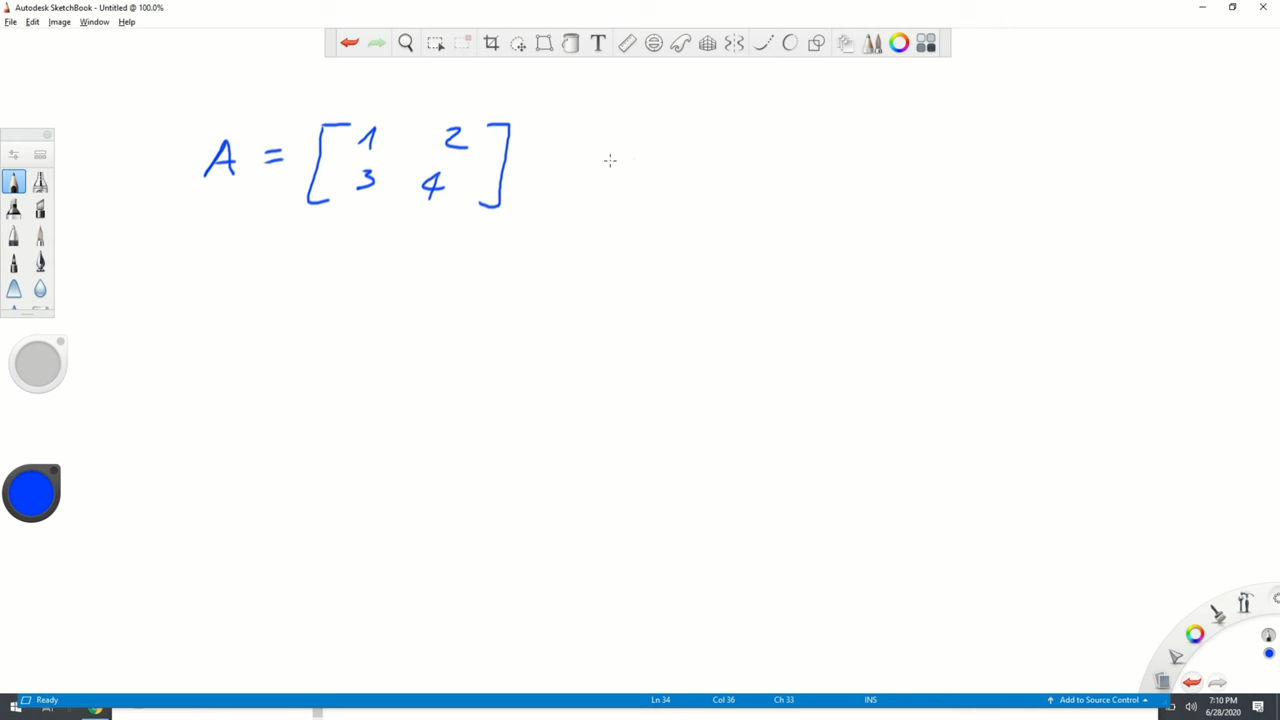 Autodesk SketchBook - Untitled @ 100.0%
File Edit Image Window Help
A = [ 1 2
3 4 ]
Ready Ln 34 Col 36 Ch 33 INS Add to Source Control
7:10 PM
6/28/2020